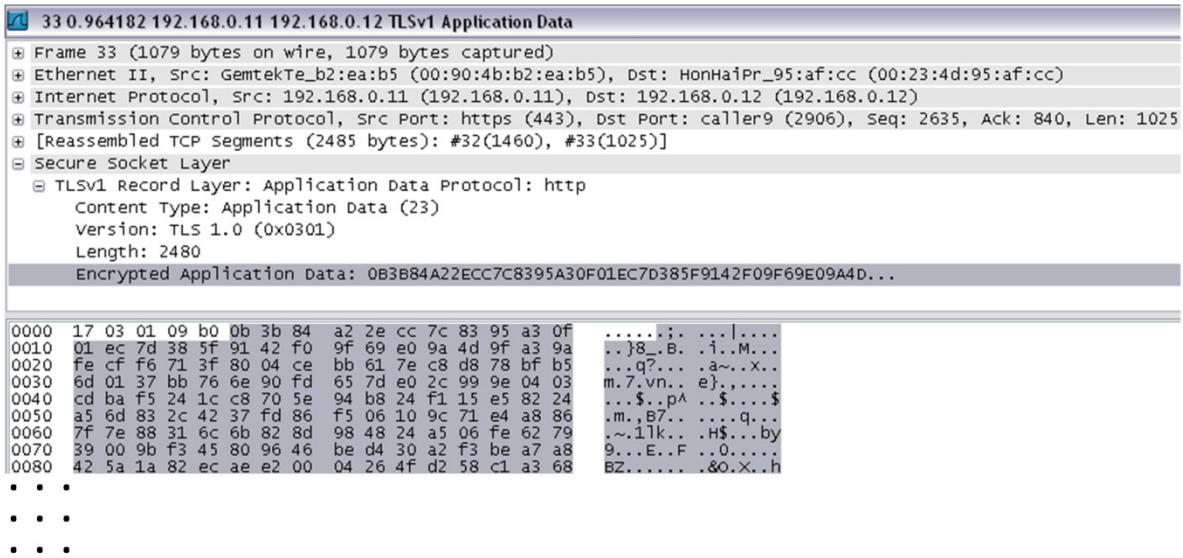 33 0.964182 192.168.0.11 192.168.0.12 TLSv1 Application Data
Frame 33 (1079 bytes on wire, 1079 bytes captured)
Ethernet II, Src: GemtekTe_b2:ea:b5 (00:90:4b:b2:ea:b5), Dst: HonHaiPr_95:af:cc (00:23:4d:95:af:cc)
Internet Protocol, Src: 192.168.0.11 (192.168.0.11), Dst: 192.168.0.12 (192.168.0.12)
Transmission Control Protocol, Src Port: https (443), Dst Port: caller9 (2906), Seq: 2635, Ack: 840, Len: 1025
[Reassembled TCP Segments (2485 bytes): #32(1460), #33(1025)]
Secure Socket Layer
TLSv1 Record Layer: Application Data Protocol: http
Content Type: Application Data (23)
Version: TLS 1.0 (0x0301)
Length: 2480
Encrypted Application Data: 0B3B84A22ECC7C8395A30F01EC7D385F9142F09F69E09A4D...
0000 17 03 01 09 b0 0b 3b 84 a2 2e cc 7c 83 95 a3 0f ......;. ...|....
0010 01 ec 7d 38 5f 91 42 f0 9f 69 e0 9a 4d 9f a3 9a ..}8_.B. .i..M...
0020 fe cf f6 71 3f 80 04 ce bb 61 7e c8 d8 78 bf b5 ...q?... .a~..x..
0030 6d 01 37 bb 76 6e 90 fd 65 7d e0 2c 99 9e 04 03 m.7.vn.. e}.,....
0040 cd ba f5 24 1c c8 70 5e 94 b8 24 f1 15 e5 82 24 ...$..p^ ..$....$
0050 a5 6d 83 2c 42 37 fd 86 f5 06 10 9c 71 e4 a8 86 .m.,B7.. ....q...
0060 7f 7e 88 31 6c 6b 82 8d 98 48 24 a5 06 fe 62 79 .~.1lk.. .H$...by
0070 39 00 9b f3 45 80 96 46 be d4 30 a2 f3 be a7 a8 9...E..F ..0.....
0080 42 5a 1a 82 ec ae e2 00 04 26 4f d2 58 c1 a3 68 BZ...... .&O.X..h
. . .
. . .
. . .